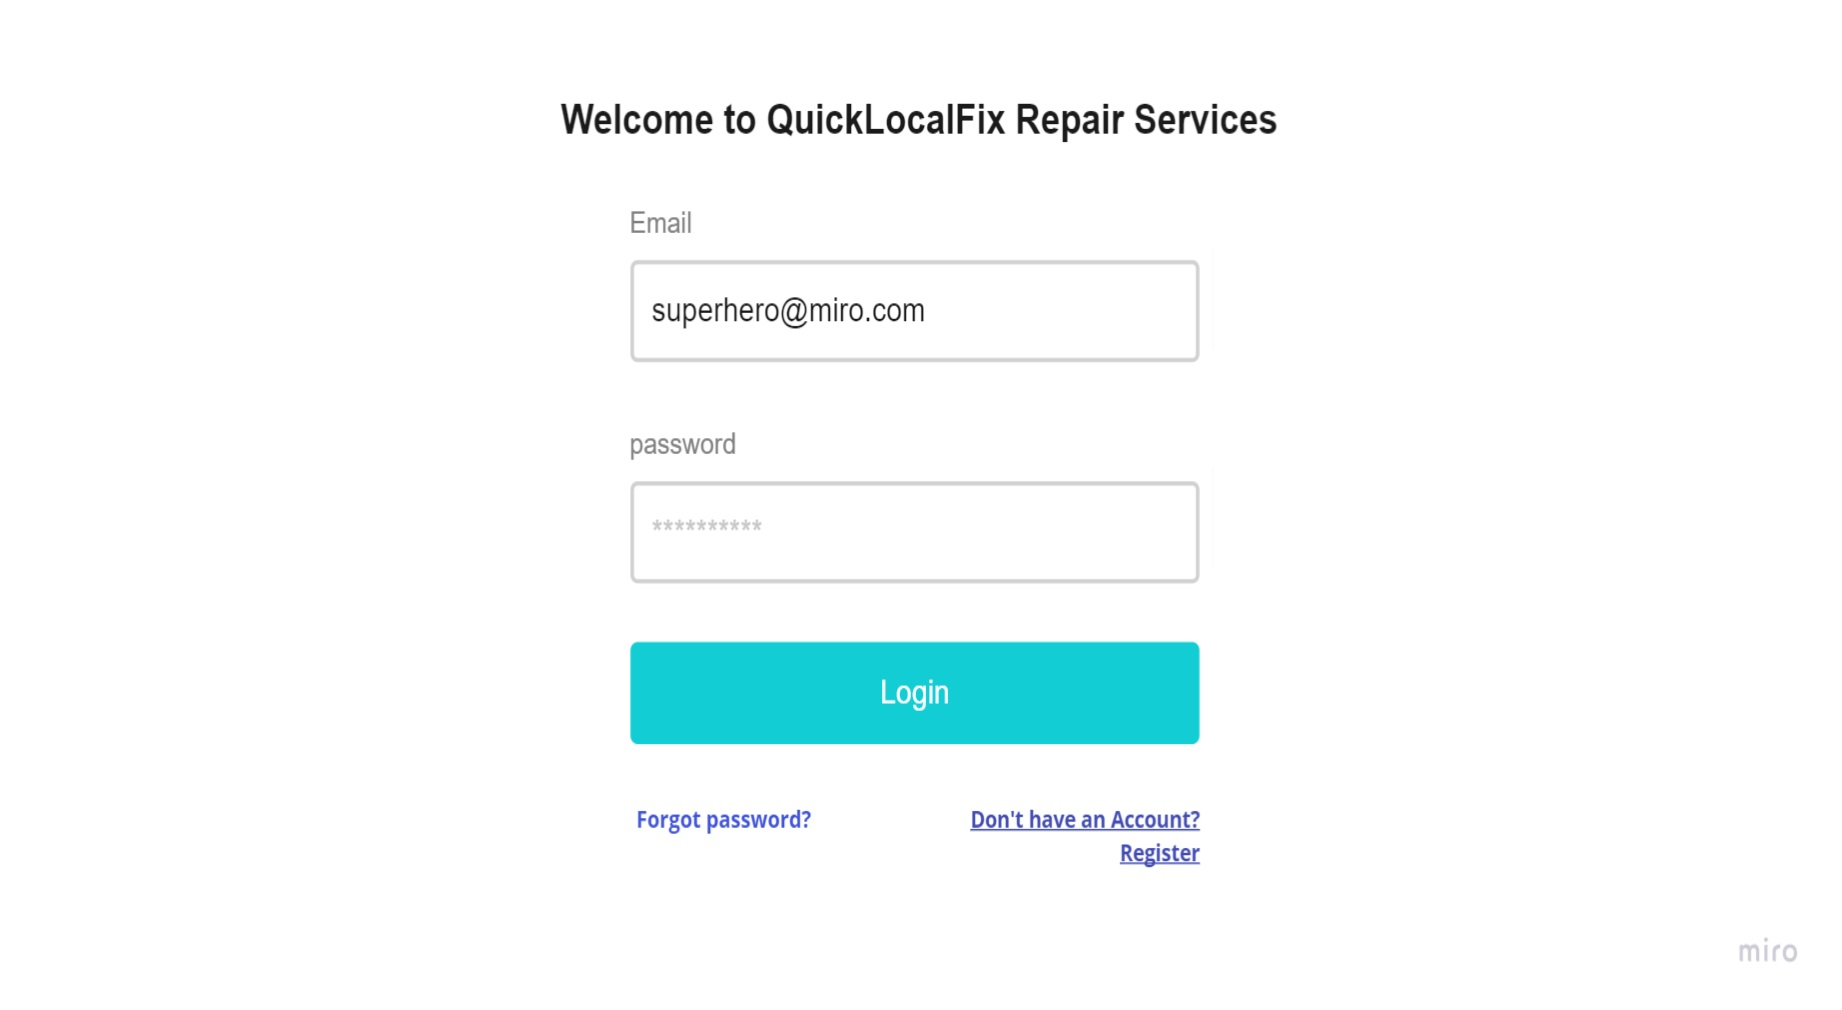 Welcome to QuickLocalFix Repair Services
Email
superhero@miro.com
password
**********
Login
Forgot password?
Don't have an Account?
Register
miro